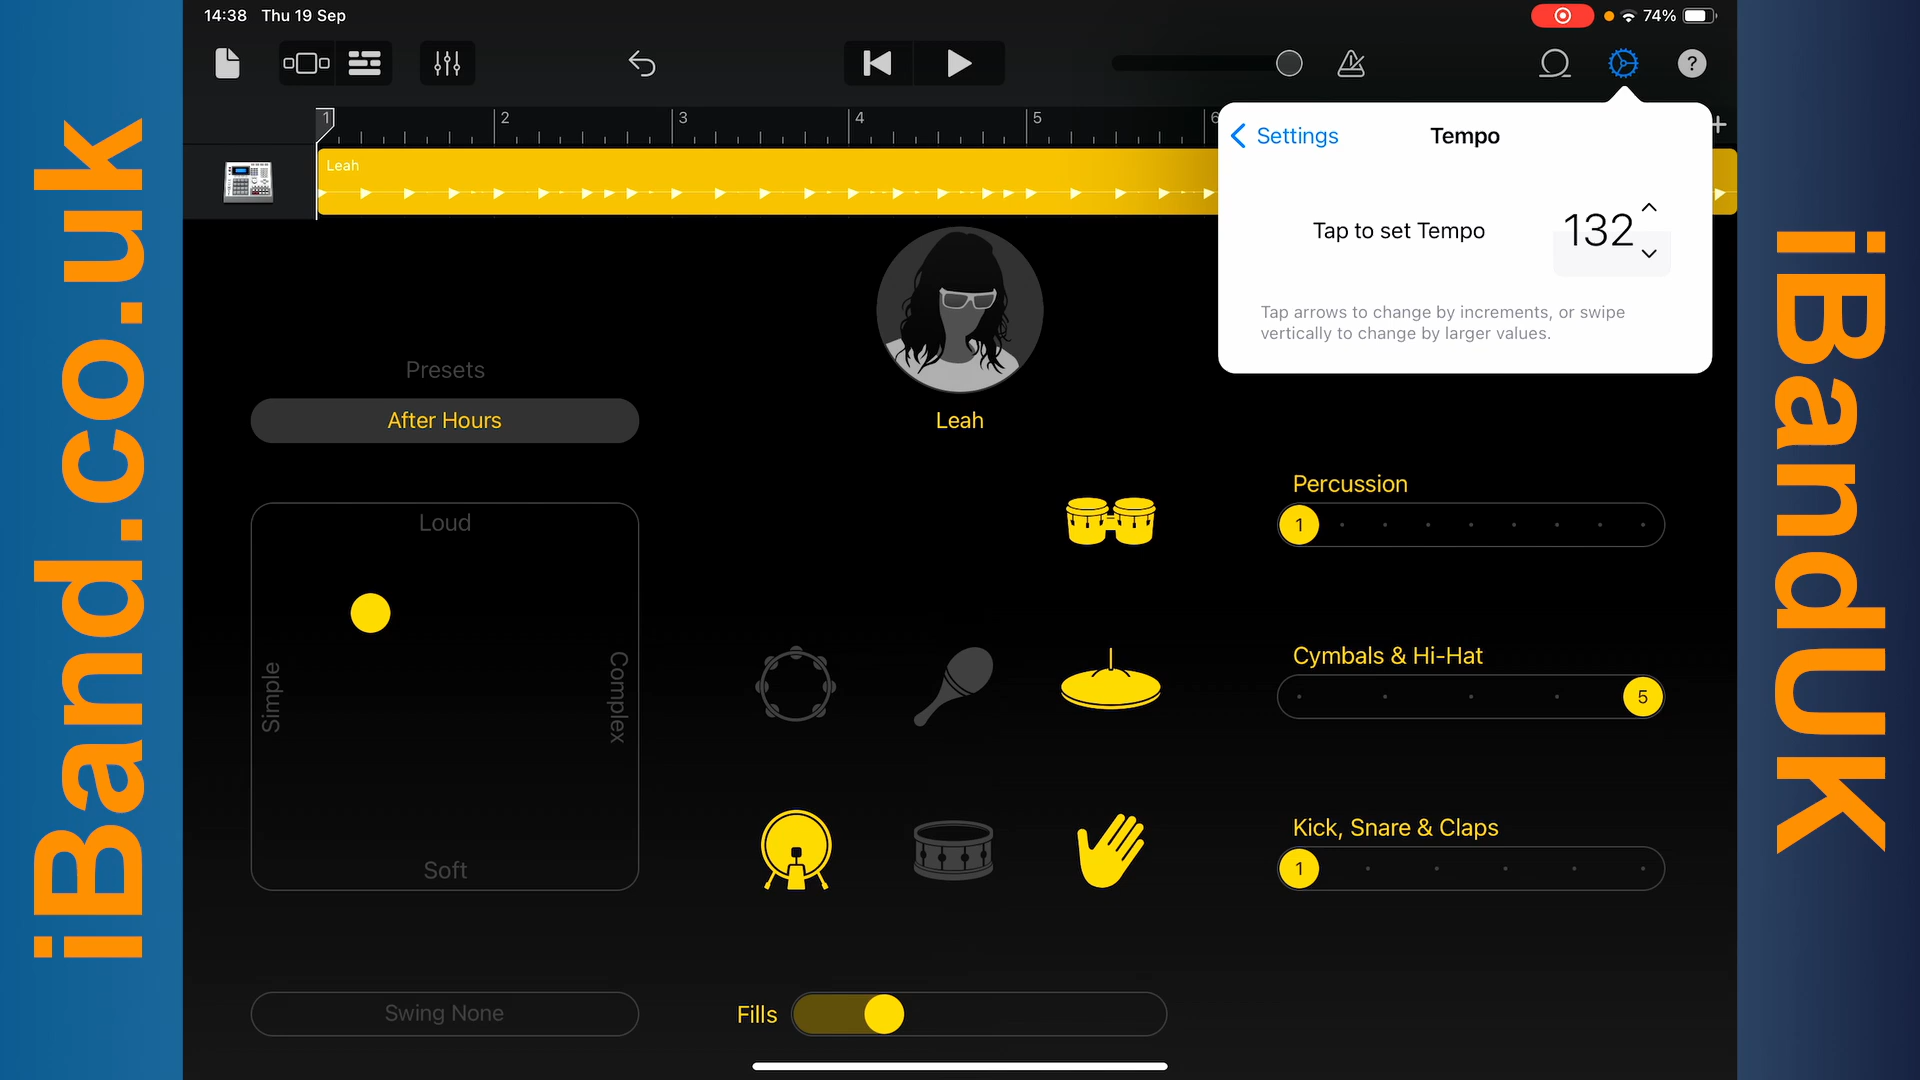 14:38 Thu 19 Sep
74%
?
1 2 3 4 5 6
Leah
Settings
Tempo
Tap to set Tempo
132
Tap arrows to change by increments, or swipe
vertically to change by larger values.
Presets
After Hours
Leah
Loud
Simple
Complex
Soft
Percussion
1
Cymbals & Hi-Hat
5
Kick, Snare & Claps
1
Swing None
Fills
iBand.co.uk
iBandUK